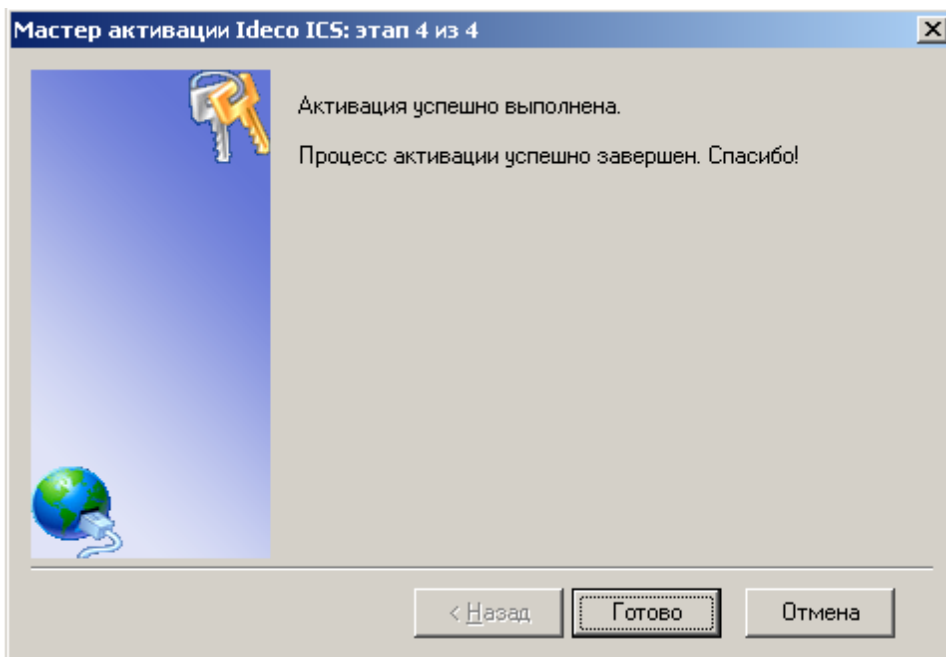 Мастер активации Ideco ICS: этап 4 из 4
Активация успешно выполнена.
Процесс активации успешно завершен. Спасибо!
< Назад
Готово
Отмена